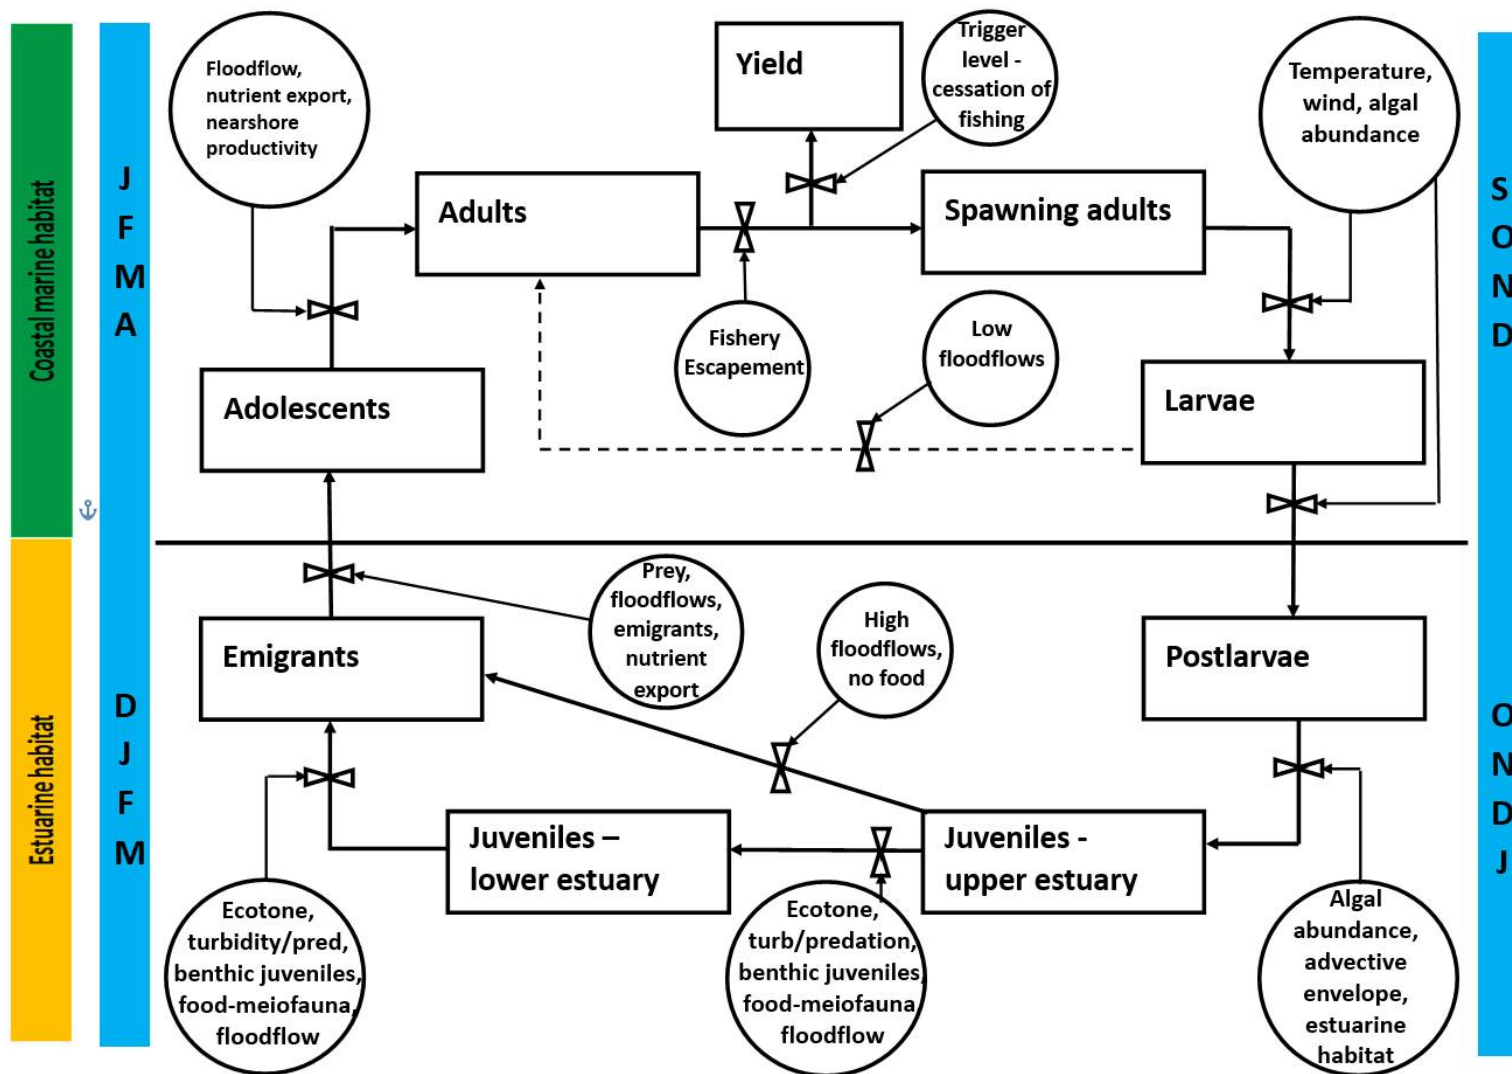 Coastal marine habitat
Estuarine habitat
J
F
M
A
D
J
F
M
Floodflow,
nutrient export,
nearshore
productivity
Yield
Trigger
level -
cessation of
fishing
Temperature,
wind, algal
abundance
Adults
Spawning adults
Fishery
Escapement
Low
floodflows
Adolescents
Larvae
Prey,
floodflows,
emigrants,
nutrient
export
High
floodflows,
no food
Emigrants
Postlarvae
Juveniles –
lower estuary
Juveniles -
upper estuary
Ecotone,
turbidity/pred,
benthic juveniles,
food-meiofauna,
floodflow
Ecotone,
turb/predation,
benthic juveniles,
food-meiofauna
floodflow
Algal
abundance,
advective
envelope,
estuarine
habitat
S
O
N
D
O
N
D
J